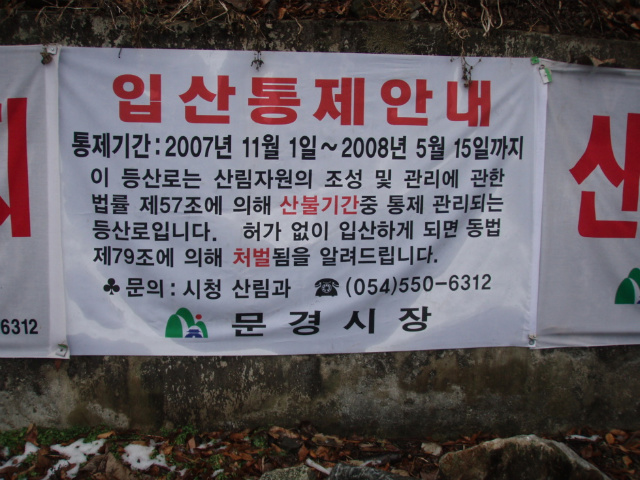 입산통제안내
통제기간 : 2007년 11월 1일~2008년 5월 15일까지
이 등산로는 산림자원의 조성 및 관리에 관한
법률 제57조에 의해 산불기간중 통제 관리되는
등산로입니다. 허가 없이 입산하게 되면 동법
제79조에 의해 처벌됨을 알려드립니다.
♣ 문의 : 시청 산림과 ☎ (054)550-6312
문경시장
-6312
산